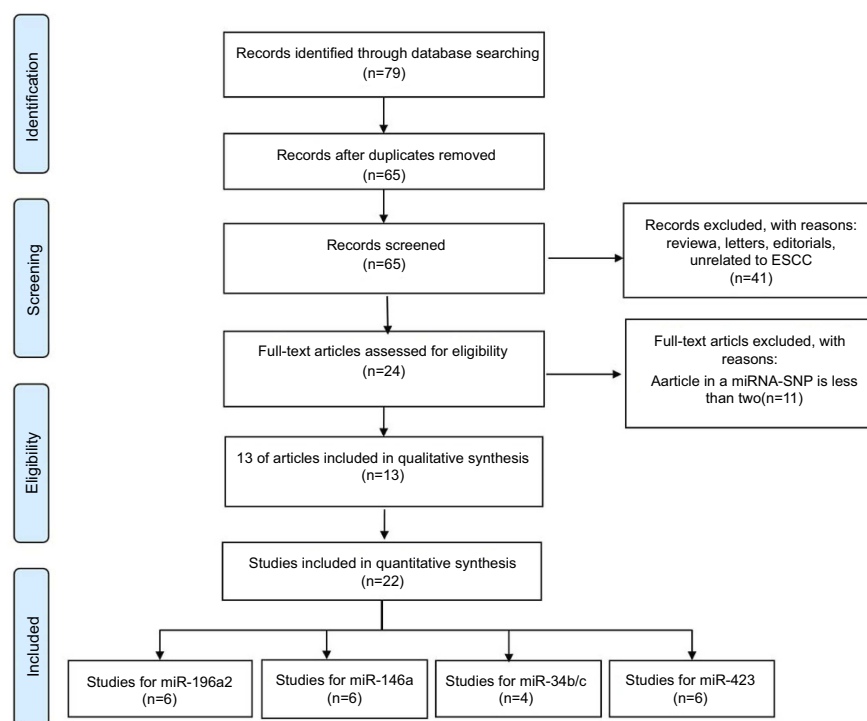 Identification
Records identified through database searching
(n=79)
Records after duplicates removed
(n=65)
Screening
Records screened
(n=65)
Records excluded, with reasons:
reviewa, letters, editorials,
unrelated to ESCC
(n=41)
Full-text articles assessed for eligibility
(n=24)
Full-text articls excluded, with
reasons:
Aarticle in a miRNA-SNP is less
than two(n=11)
Eligibility
13 of articles included in qualitative synthesis
(n=13)
Studies included in quantitative synthesis
(n=22)
Included
Studies for miR-196a2
(n=6)
Studies for miR-146a
(n=6)
Studies for miR-34b/c
(n=4)
Studies for miR-423
(n=6)